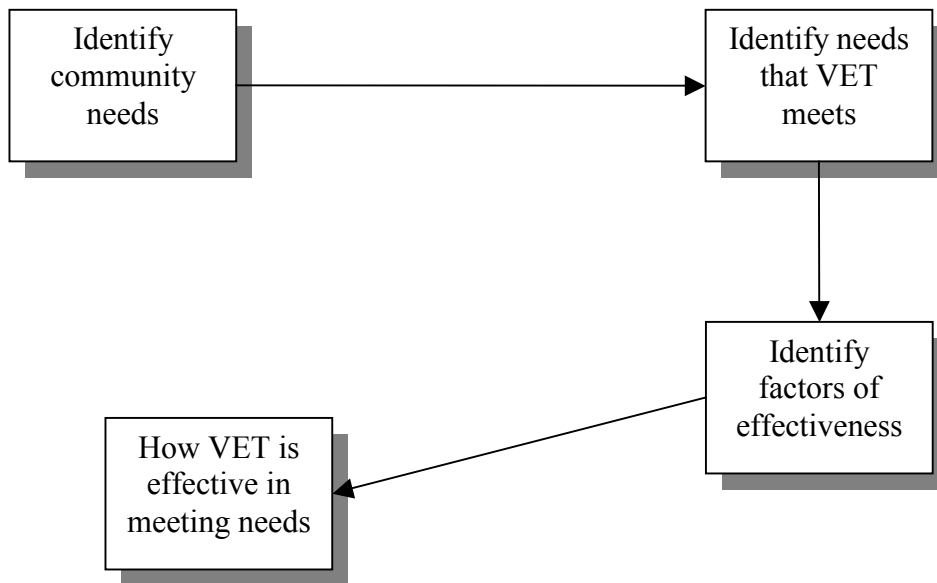 Identify
community
needs
Identify needs
that VET
meets
Identify
factors of
effectiveness
How VET is
effective in
meeting needs